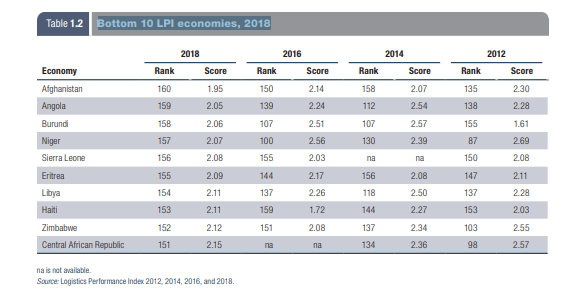 Table 1.2 Bottom 10 LPI economies, 2018
2018 2016 2014 2012
Economy Rank Score Rank Score Rank Score Rank Score
Afghanistan 160 1.95 150 2.14 158 2.07 135 2.30
Angola 159 2.05 139 2.24 112 2.54 138 2.28
Burundi 158 2.06 107 2.51 107 2.57 155 1.61
Niger 157 2.07 100 2.56 130 2.39 87 2.69
Sierra Leone 156 2.08 155 2.03 na na 150 2.08
Eritrea 155 2.09 144 2.17 156 2.08 147 2.11
Libya 154 2.11 137 2.26 118 2.50 137 2.28
Haiti 153 2.11 159 1.72 144 2.27 153 2.03
Zimbabwe 152 2.12 151 2.08 137 2.34 103 2.55
Central African Republic 151 2.15 na na 134 2.36 98 2.57
na is not available.
Source: Logistics Performance Index 2012, 2014, 2016, and 2018.